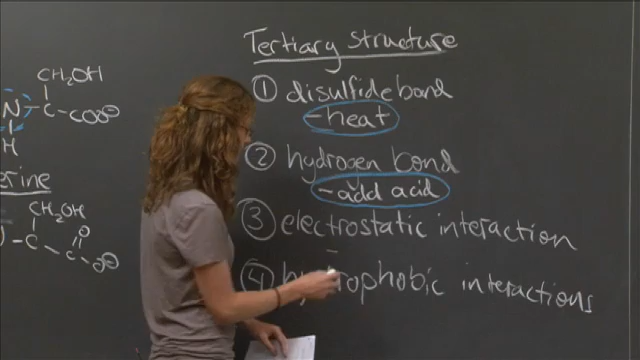 Tertiary Structure
① disulfide bond
- heat
② hydrogen bond
- add acid
③ electrostatic interaction
④ hydrophobic interactions
CH₂OH
N - C - COO⊖
H
erine
CH₂OH
- C - C - O⊖
O